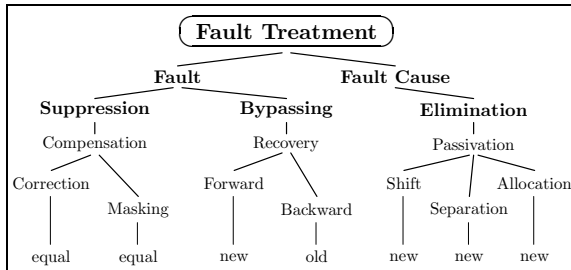 Fault Treatment
Fault Fault Cause
Suppression Bypassing Elimination
Compensation Recovery Passivation
Correction Forward Shift Allocation
Masking Backward Separation
equal equal new old new new new